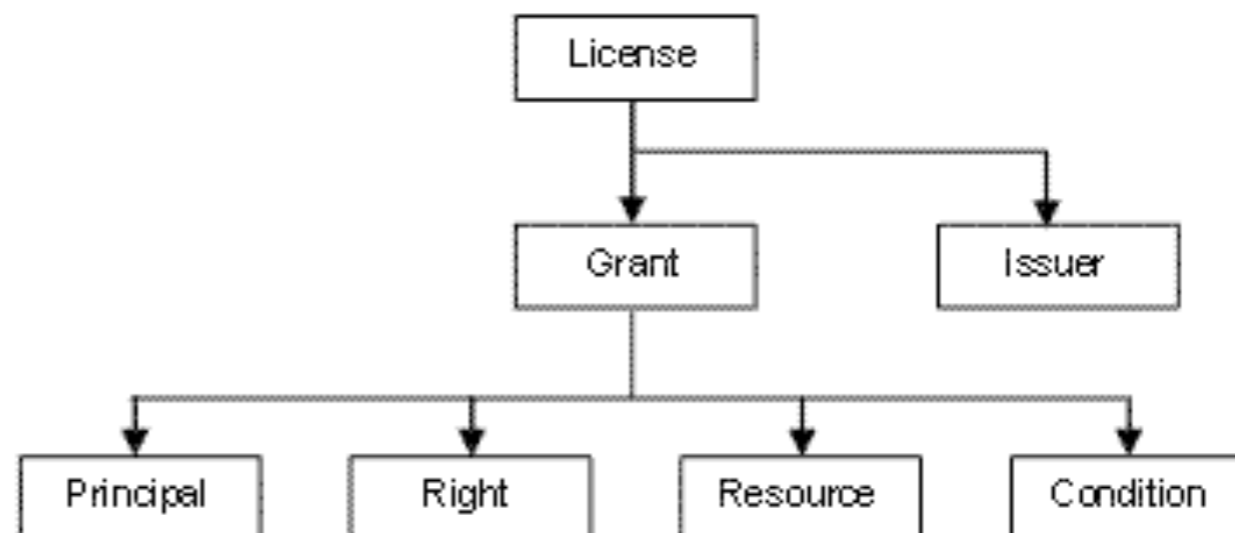 License
Grant
Issuer
Principal
Right
Resource
Condition